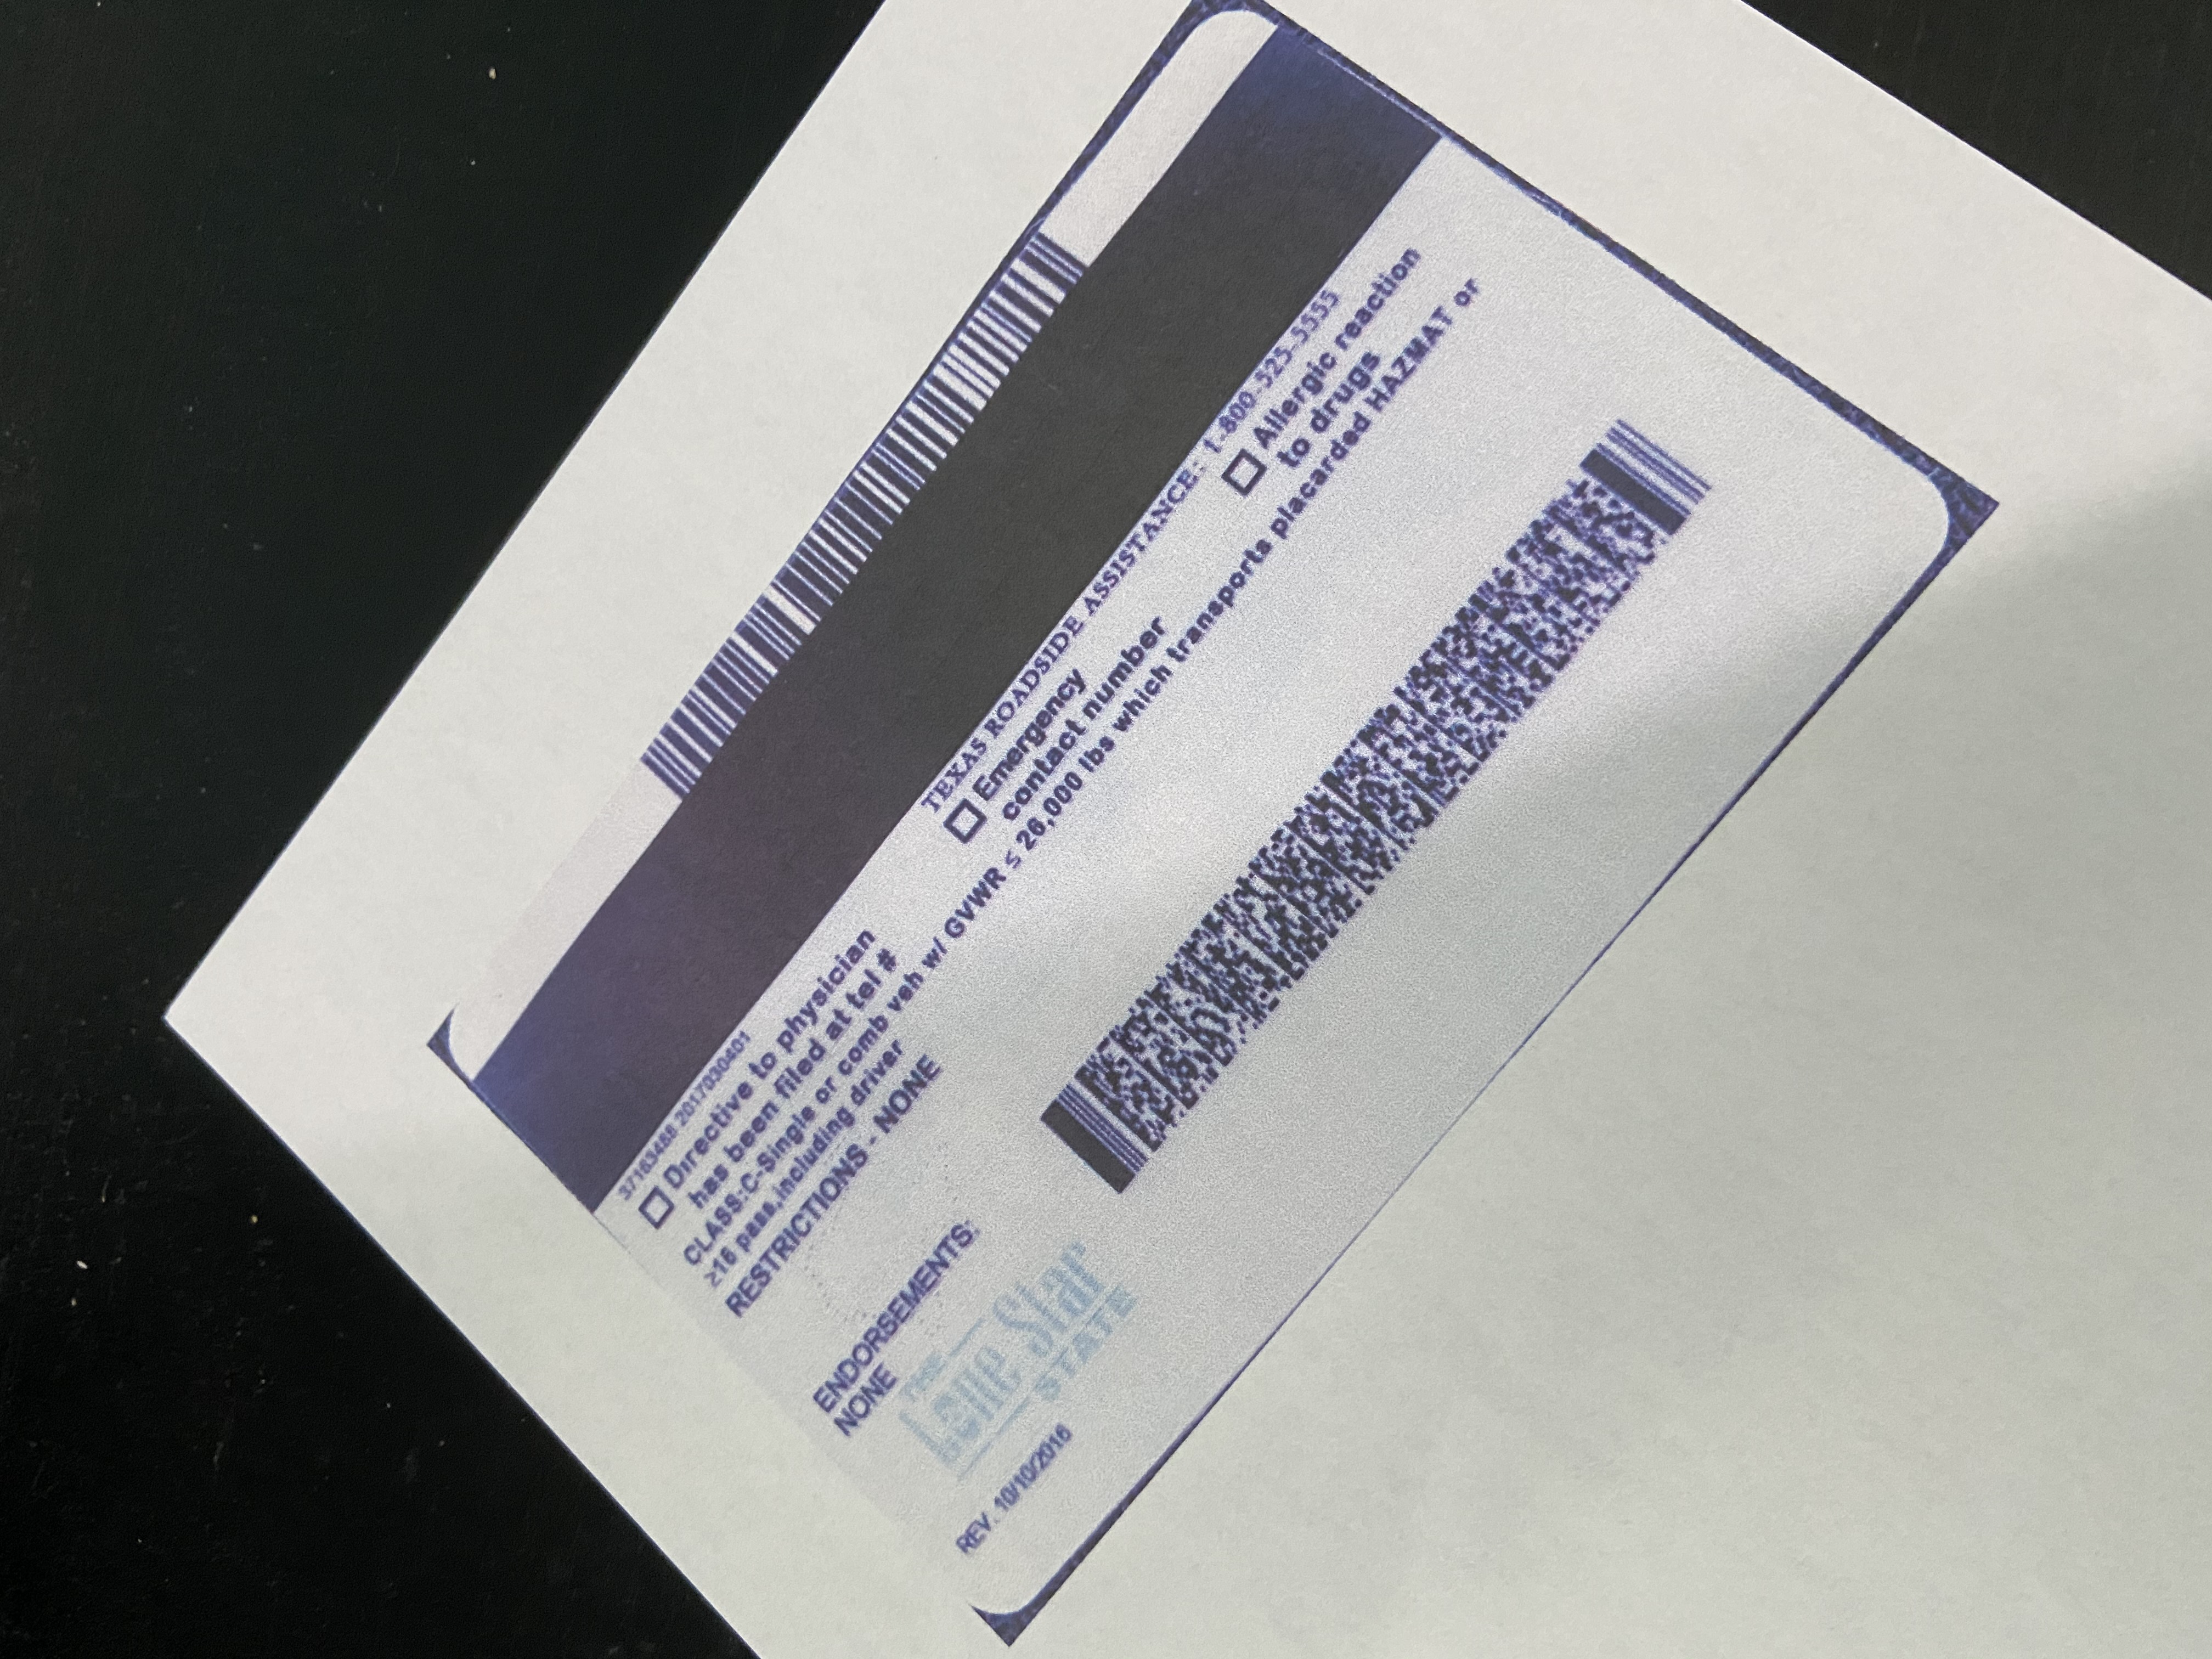 37163488 2017030401
TEXAS ROADSIDE ASSISTANCE: 1-800-525-5555
Directive to physician
has been filed at tel #
Emergency
contact number
Allergic reaction
to drugs
CLASS:C-Single or comb veh w/ GVWR ≤ 26,000 lbs which transports placarded HAZMAT or
≥16 pass,including driver
RESTRICTIONS - NONE
ENDORSEMENTS:
NONE
THE
Lone Star
STATE
REV. 10/10/2016